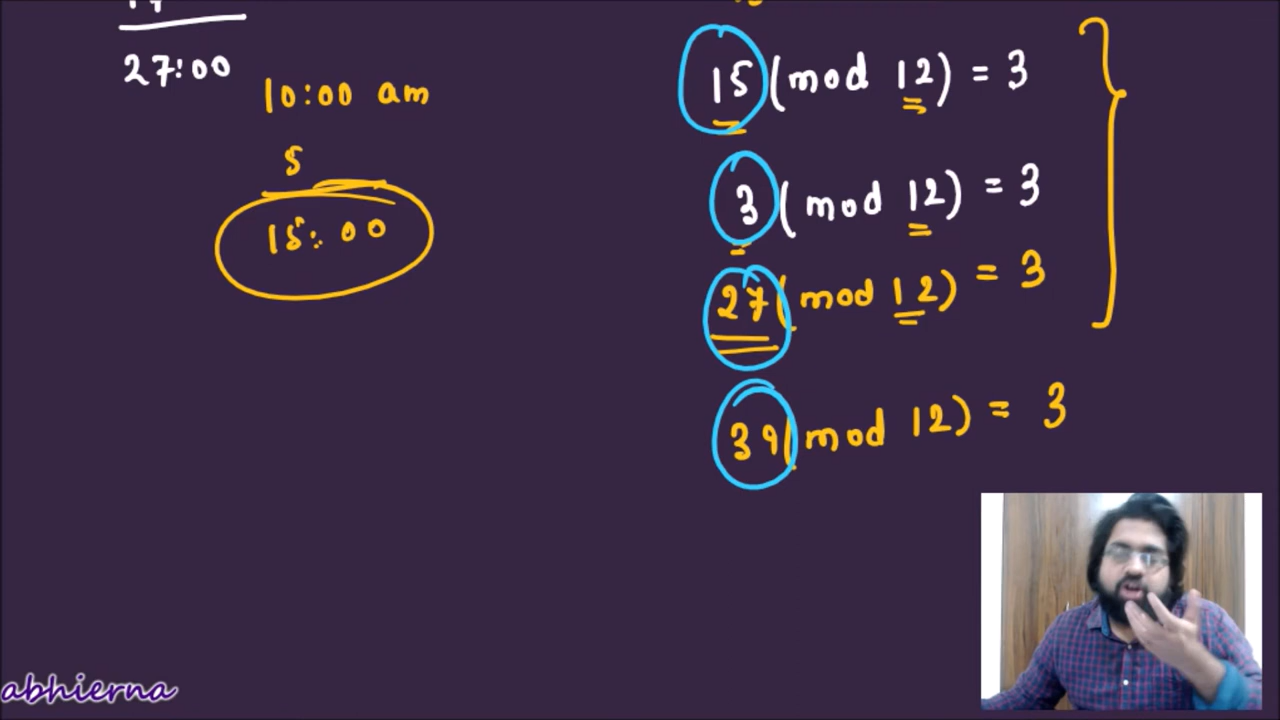 27:00
10:00 am
5
15:00
15 (mod 12) = 3
3 (mod 12) = 3
27 (mod 12) = 3
39 (mod 12) = 3
abhierna